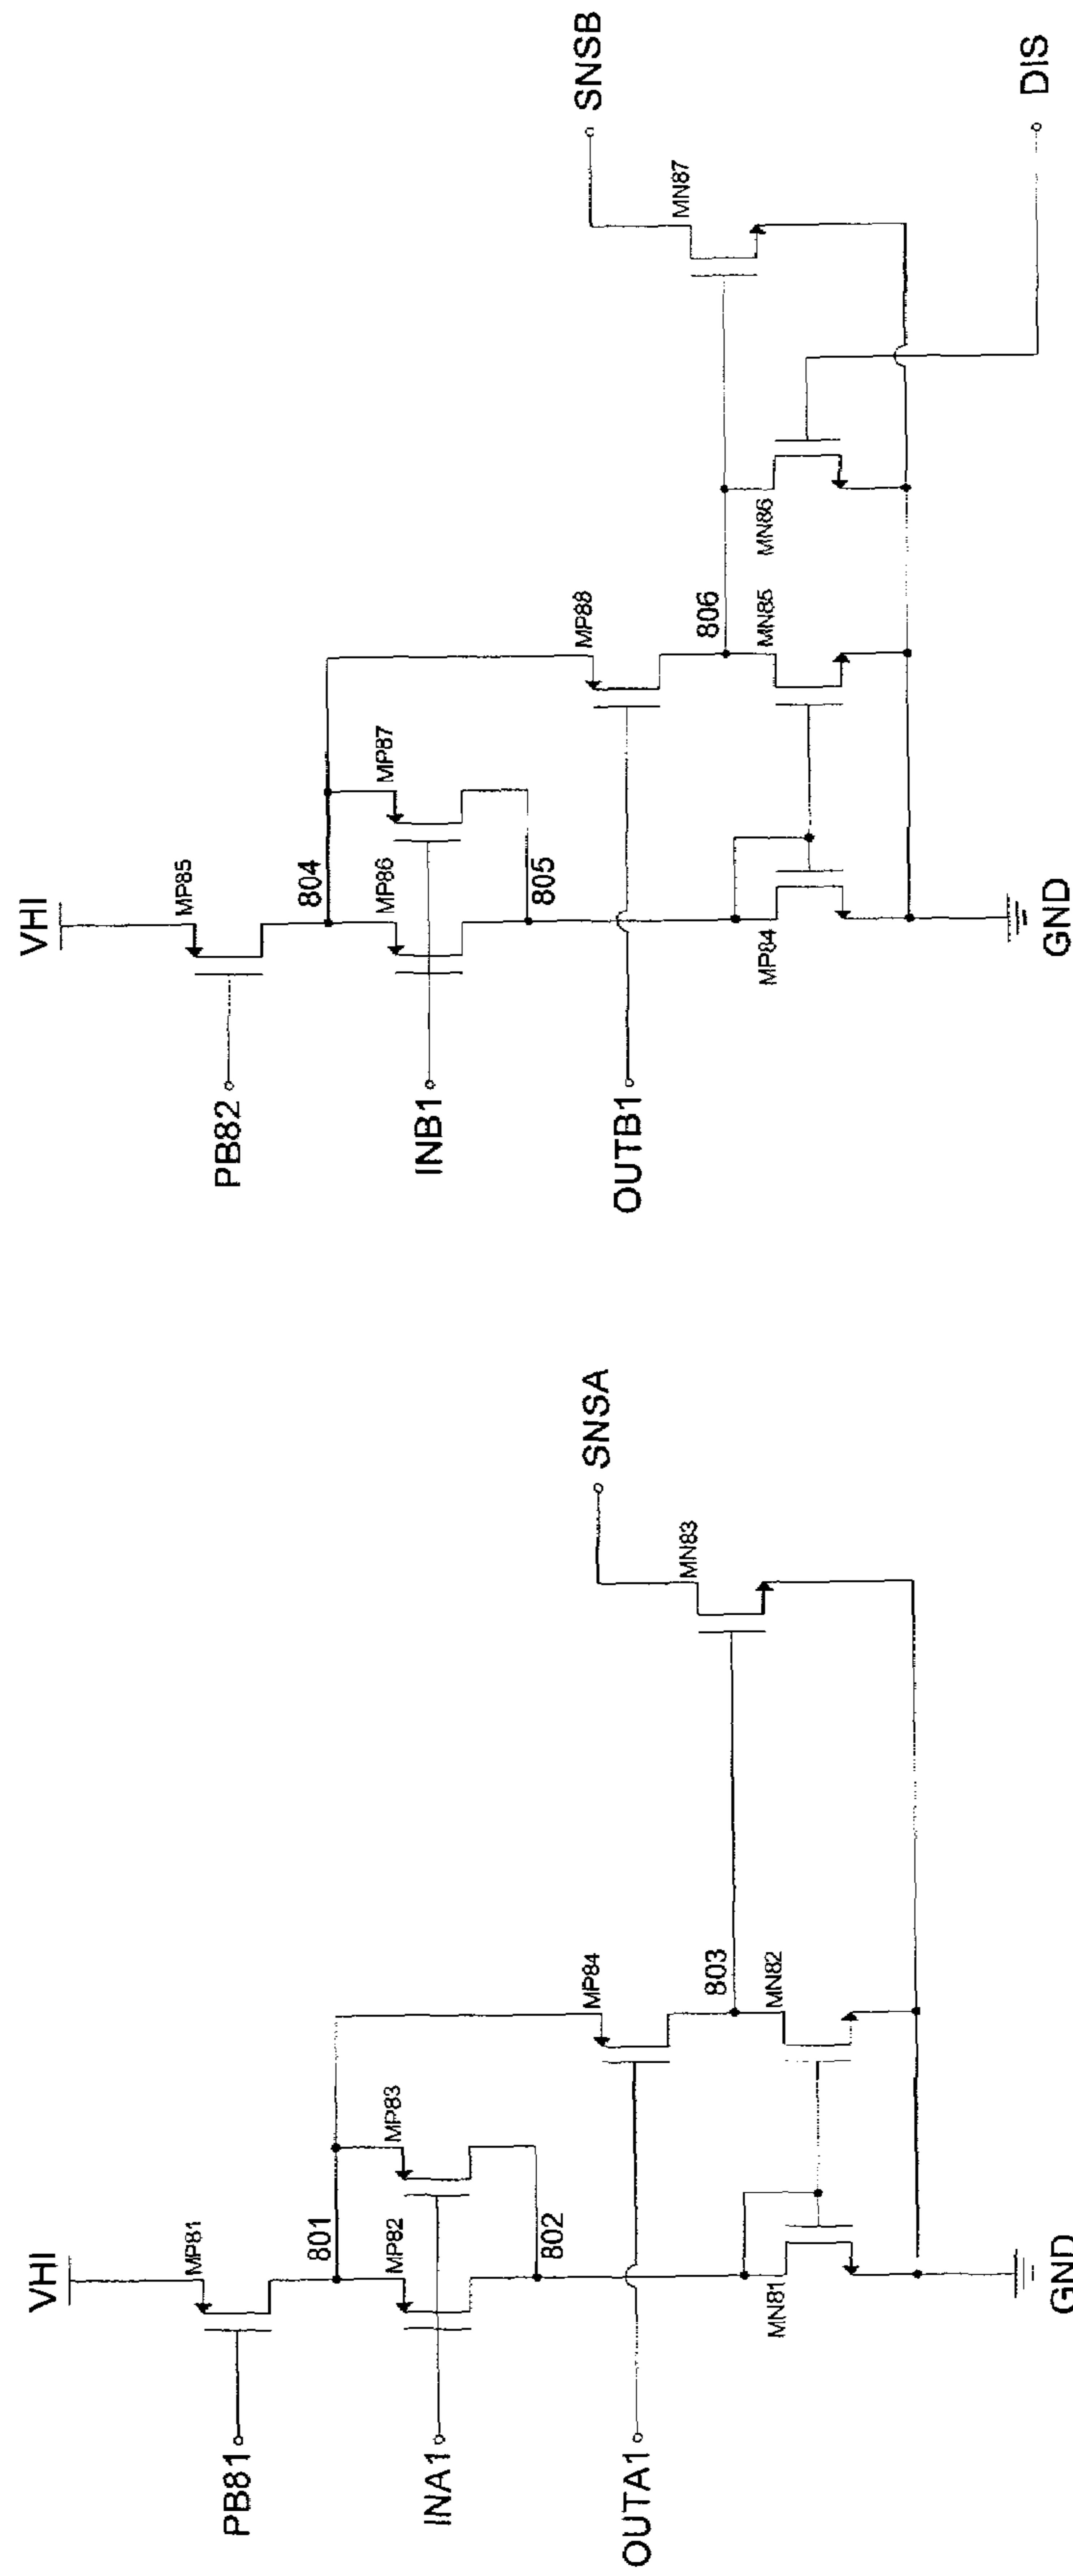 VHI
MP81
PB81
801
MP82
MP83
INA1
802
MP84
OUTA1
803
MN81
MN82
MN83
SNSA
GND
VHI
MP85
PB82
804
MP86
MP87
INB1
805
MP88
OUTB1
806
MP84
MN85
MN86
MN87
SNSB
DIS
GND